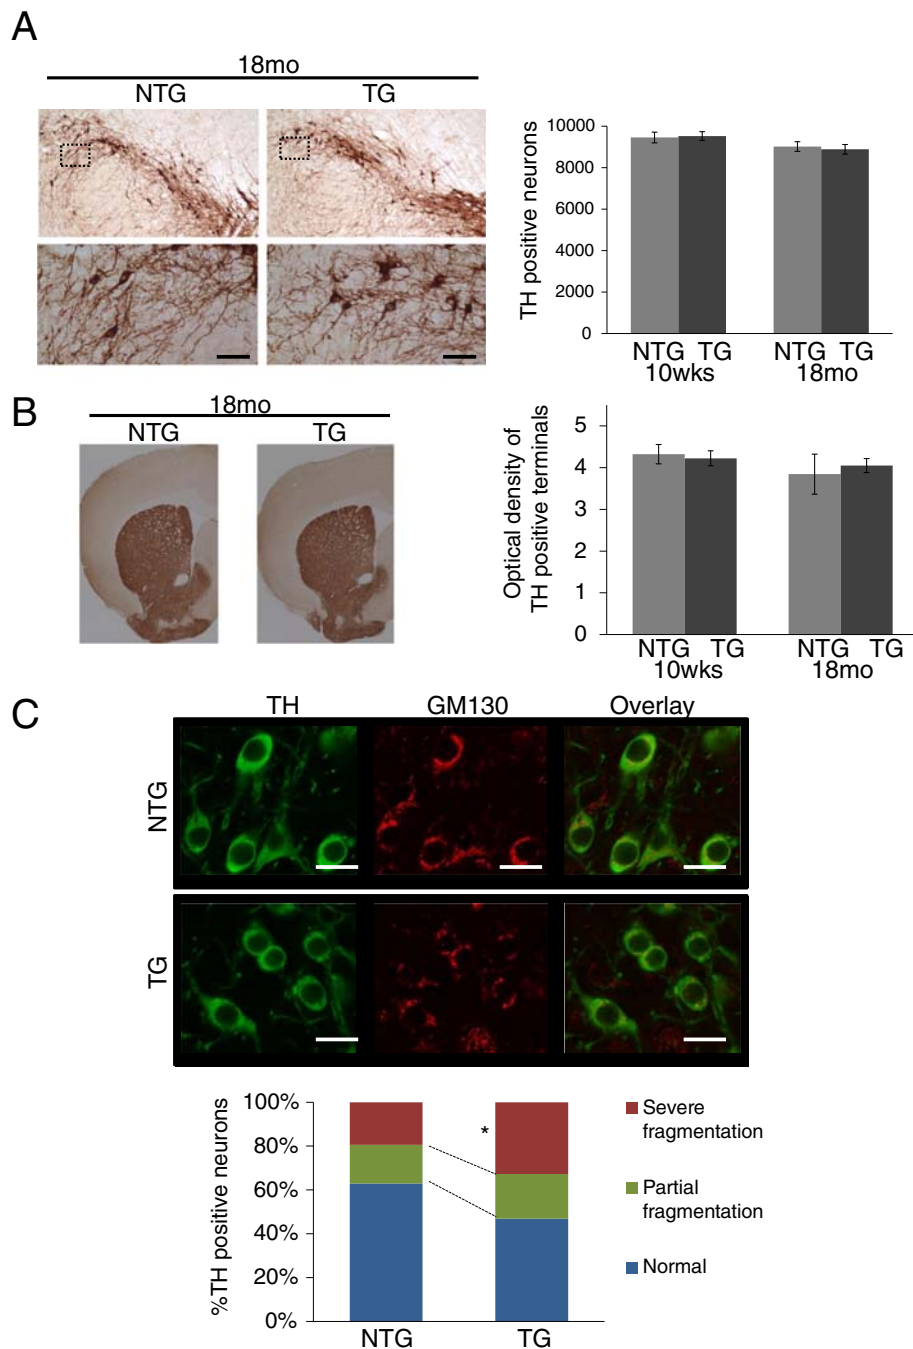 A
18mo
NTG TG
TH positive neurons
10000
8000
6000
4000
2000
0
NTG TG NTG TG
10wks 18mo
B
18mo
NTG TG
Optical density of
TH positive terminals
5
4
3
2
1
0
NTG TG NTG TG
10wks 18mo
C
TH GM130 Overlay
NTG
TG
%TH positive neurons
100%
80%
60%
40%
20%
0%
*
NTG TG
Severe
fragmentation
Partial
fragmentation
Normal